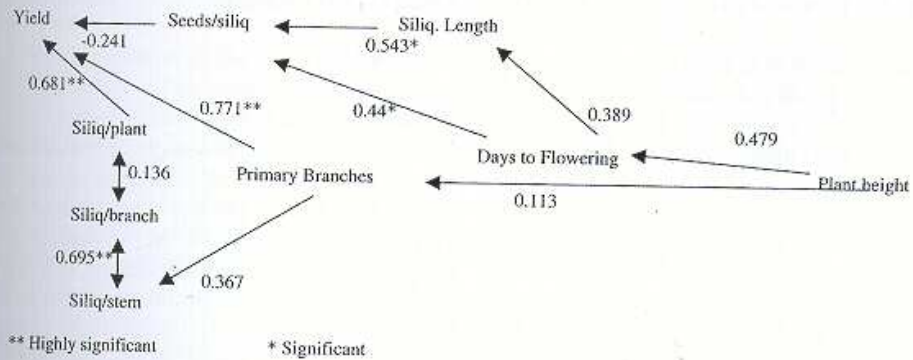 Yield
Seeds/siliq
Siliq. Length
-0.241
0.543*
0.681**
0.771**
0.44*
0.389
Siliq/plant
0.479
Days to Flowering
0.136
Primary Branches
Plant height
0.113
Siliq/branch
0.695**
0.367
Siliq/stem
** Highly significant
* Significant